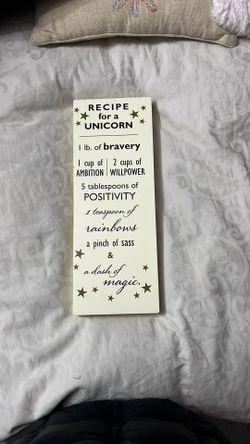 RECIPE
for a
UNICORN
1 lb. of bravery
1 cup of | 2 cups of
AMBITION | WILLPOWER
5 tablespoons of
POSITIVITY
1 teaspoon of
rainbows
a pinch of sass
&
a dash of
magic.